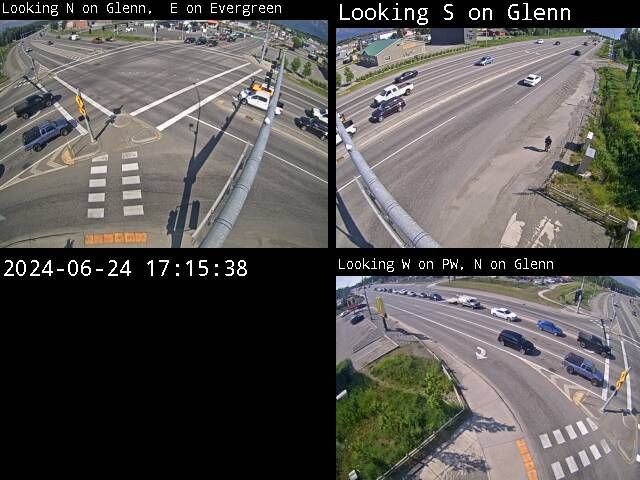 Looking N on Glenn, E on Evergreen
Looking S on Glenn
2024-06-24 17:15:38
Looking W on PW, N on Glenn